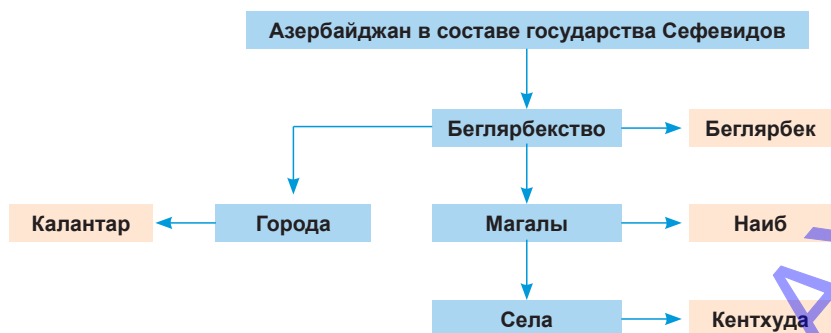 Азербайджан в составе государства Сефевидов
Беглярбекство
Беглярбек
Калантар
Города
Магалы
Наиб
Села
Кентхуда